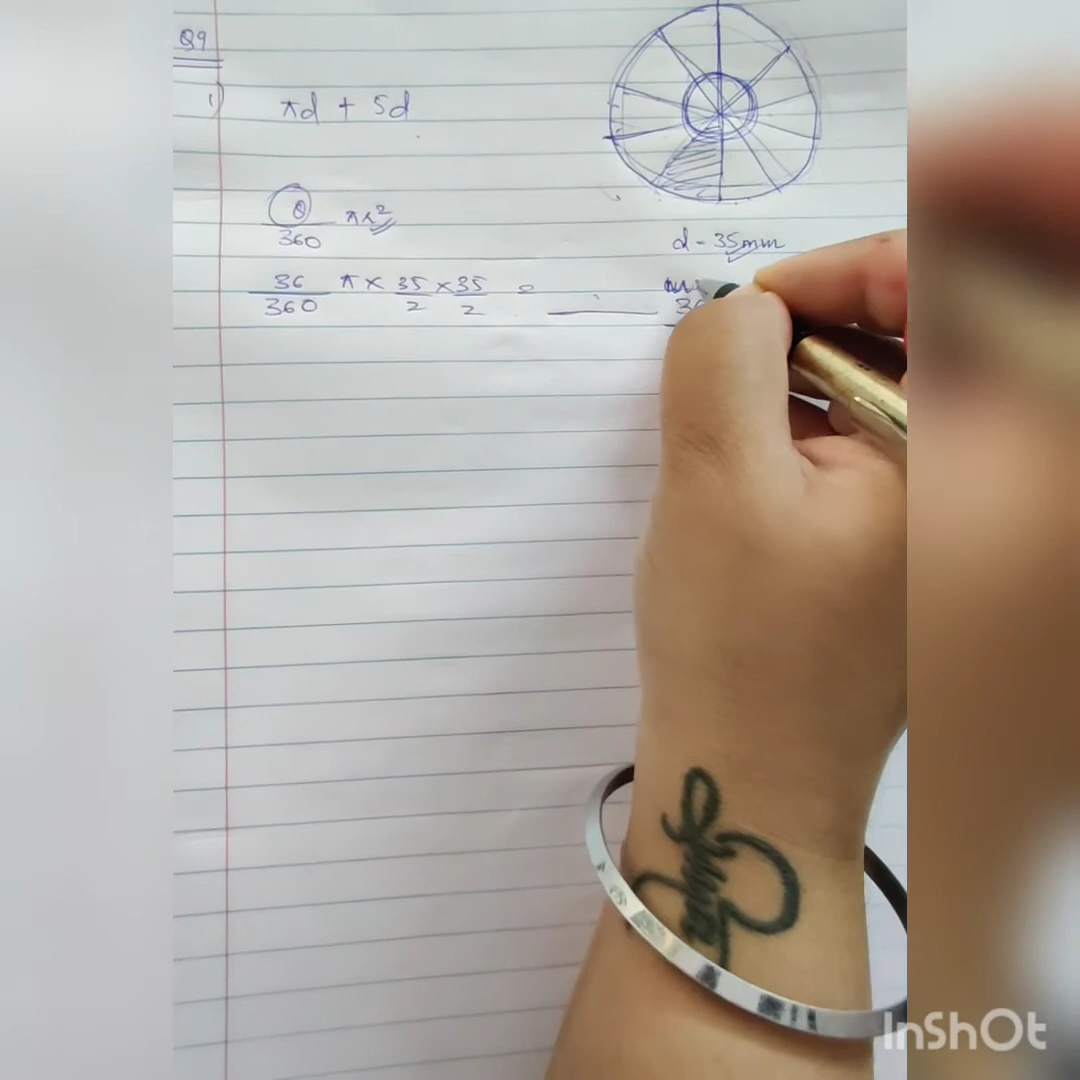 Q9
1) πd + 5d
θ/360 πr²
d - 35mm
36/360 π × 35/2 × 35/2 =
InShOt